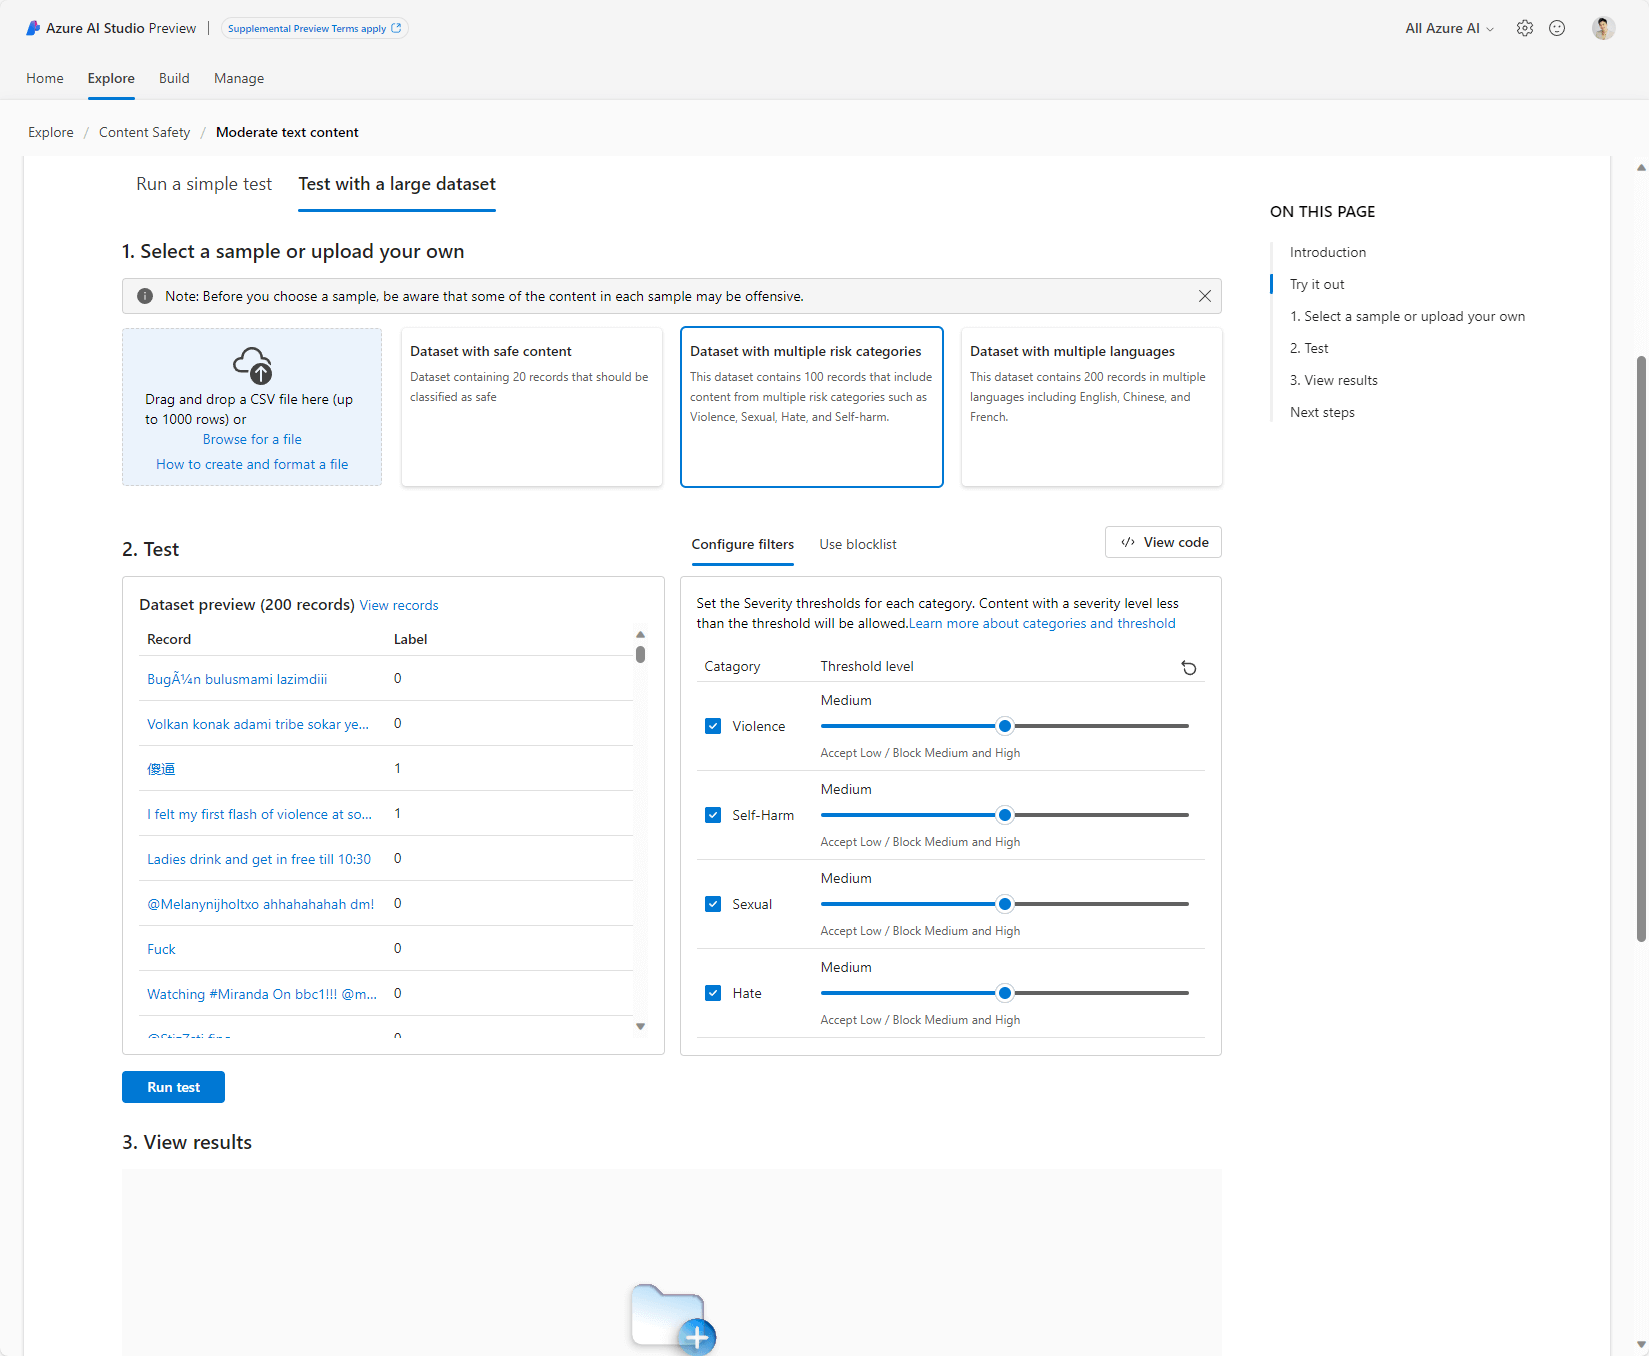 Azure AI Studio Preview | Supplemental Preview Terms apply
All Azure AI
Home Explore Build Manage
Explore / Content Safety / Moderate text content
Run a simple test Test with a large dataset
1. Select a sample or upload your own
Note: Before you choose a sample, be aware that some of the content in each sample may be offensive.
Drag and drop a CSV file here (up
to 1000 rows) or
Browse for a file
How to create and format a file
Dataset with safe content
Dataset containing 20 records that should be
classified as safe
Dataset with multiple risk categories
This dataset contains 100 records that include
content from multiple risk categories such as
Violence, Sexual, Hate, and Self-harm.
Dataset with multiple languages
This dataset contains 200 records in multiple
languages including English, Chinese, and
French.
2. Test
Dataset preview (200 records) View records
Record Label
BugÃ¼n bulusmami lazimdiii 0
Volkan konak adami tribe sokar ye... 0
傻逼 1
I felt my first flash of violence at so... 1
Ladies drink and get in free till 10:30 0
@Melanynijholtxo ahhahahahah dm! 0
Fuck 0
Watching #Miranda On bbc1!!! @m... 0
Run test
Configure filters Use blocklist
</> View code
Set the Severity thresholds for each category. Content with a severity level less
than the threshold will be allowed.Learn more about categories and threshold
Catagory Threshold level
Medium
Violence
Accept Low / Block Medium and High
Medium
Self-Harm
Accept Low / Block Medium and High
Medium
Sexual
Accept Low / Block Medium and High
Medium
Hate
Accept Low / Block Medium and High
3. View results
ON THIS PAGE
Introduction
Try it out
1. Select a sample or upload your own
2. Test
3. View results
Next steps